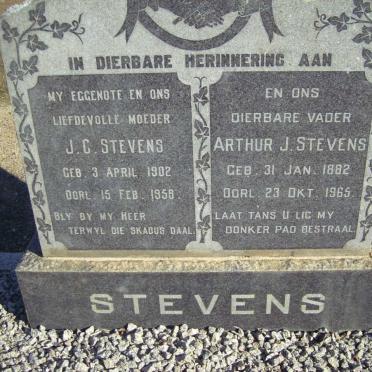 IN DIERBARE HERINNERING AAN
MY EGGENOTE EN ONS
LIEFDEVOLLE MOEDER
J.C. STEVENS
GEB. 3 APRIL 1902
OORL. 15 FEB. 1958
BLY BY MY HEER
TERWYL DIE SKADUS DAAL.
EN ONS
DIERBARE VADER
ARTHUR J. STEVENS
GEB. 31 JAN. 1882
OORL. 23 OKT. 1965.
LAAT TANS U LIG MY
DONKER PAD BESTRAAL.
STEVENS